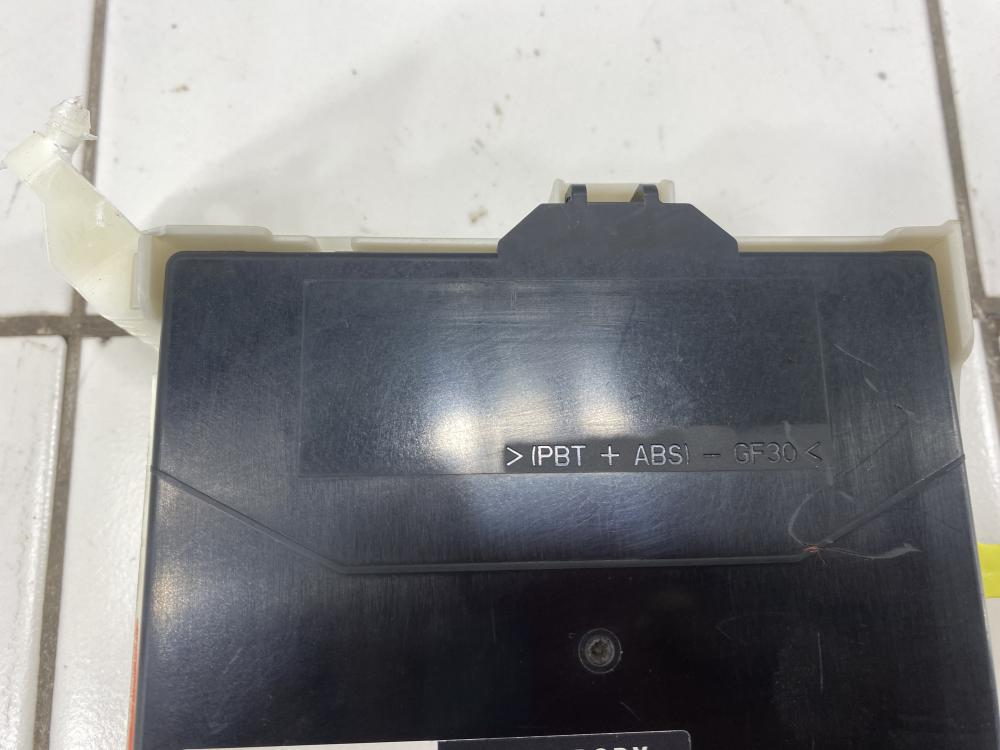 >(PBT + ABS) - GF30<